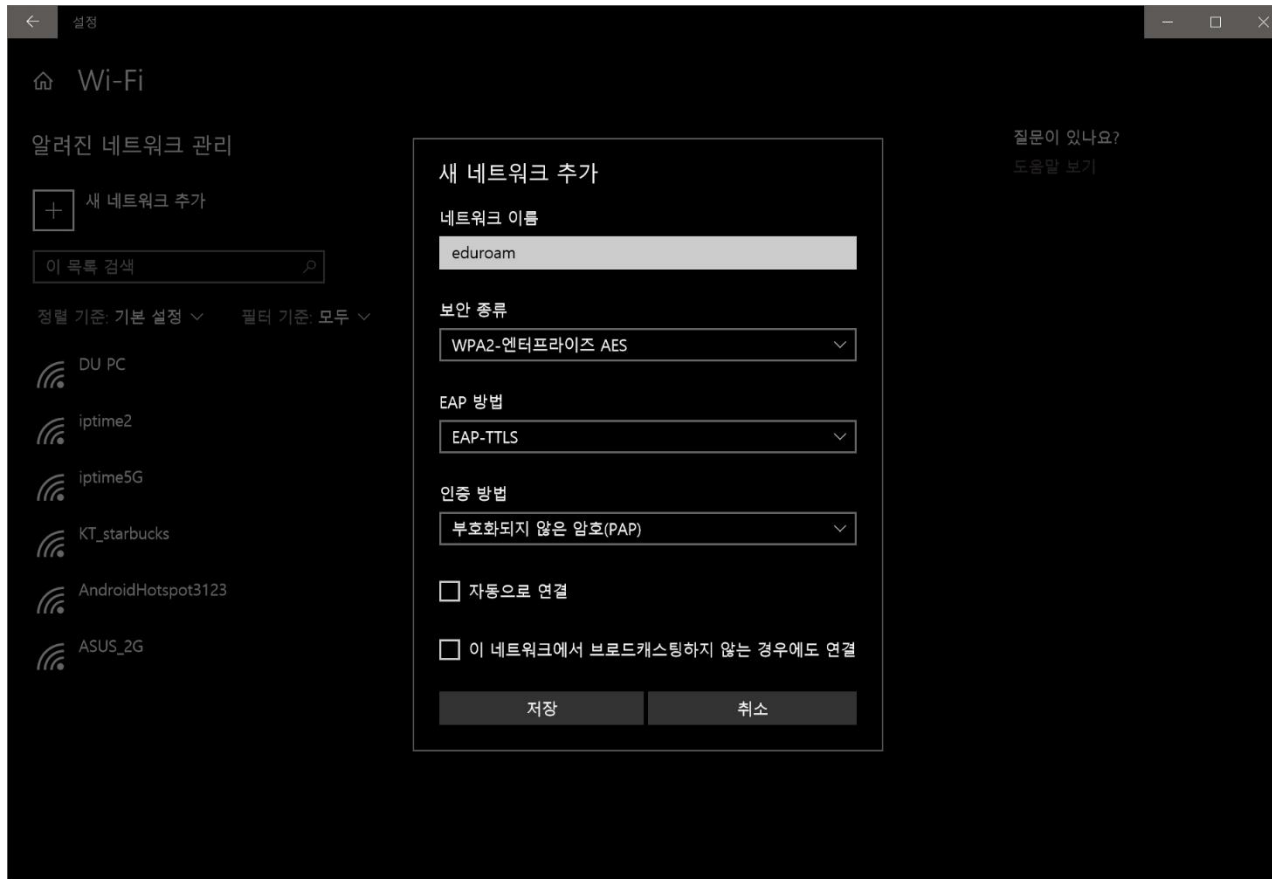 설정
Wi-Fi
알려진 네트워크 관리
새 네트워크 추가
이 목록 검색
정렬 기준: 기본 설정 필터 기준: 모두
DU PC
iptime2
iptime5G
KT_starbucks
AndroidHotspot3123
ASUS_2G
새 네트워크 추가
네트워크 이름
eduroam
보안 종류
WPA2-엔터프라이즈 AES
EAP 방법
EAP-TTLS
인증 방법
부호화되지 않은 암호(PAP)
자동으로 연결
이 네트워크에서 브로드캐스팅하지 않는 경우에도 연결
저장 취소
질문이 있나요?
도움말 보기